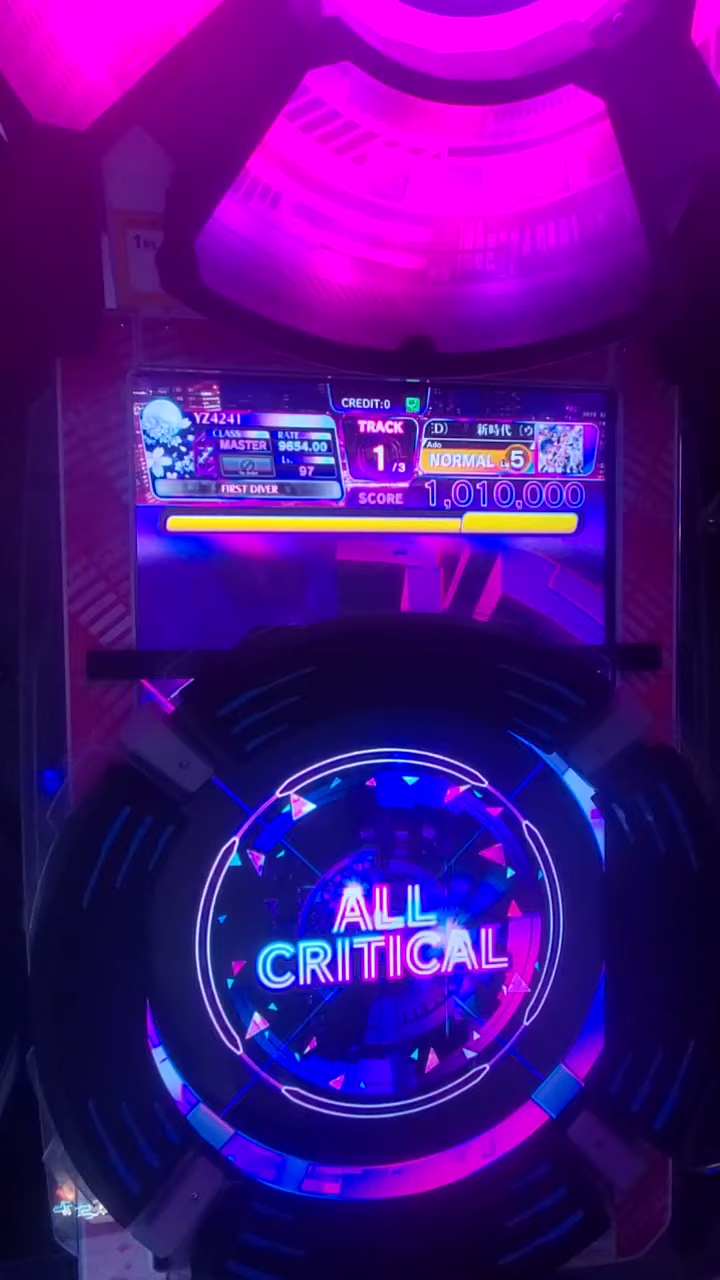 CREDIT:0
YZ4241
CLASS
MASTER
RATE
9654.00
Lv.
97
FIRST DIVER
TRACK
1/3
:D) 新時代 (ウ
Ado
NORMAL Lv 5
SCORE 1,010,000
ALL
CRITICAL